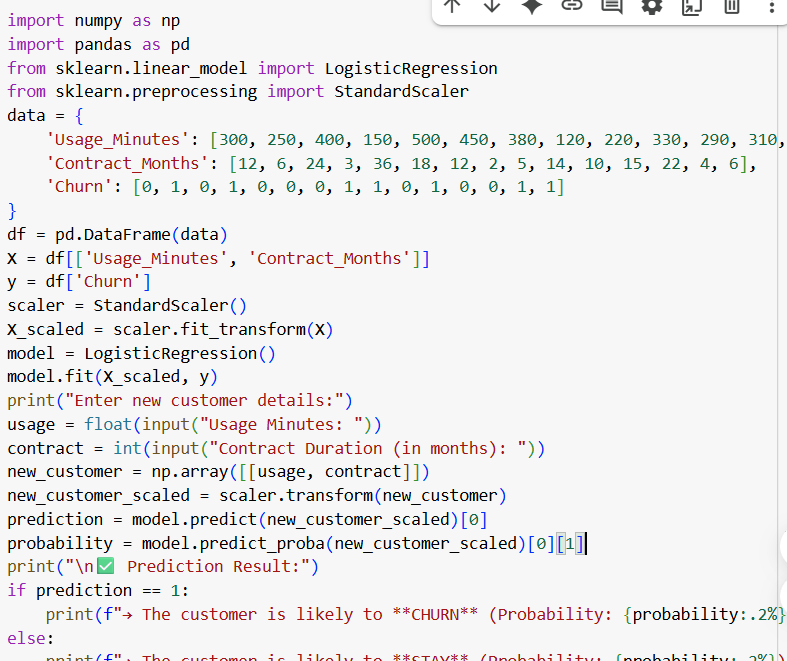 import numpy as np
import pandas as pd
from sklearn.linear_model import LogisticRegression
from sklearn.preprocessing import StandardScaler
data = {
    'Usage_Minutes': [300, 250, 400, 150, 500, 450, 380, 120, 220, 330, 290, 310,
    'Contract_Months': [12, 6, 24, 3, 36, 18, 12, 2, 5, 14, 10, 15, 22, 4, 6],
    'Churn': [0, 1, 0, 1, 0, 0, 0, 1, 1, 0, 1, 0, 0, 1, 1]
}
df = pd.DataFrame(data)
X = df[['Usage_Minutes', 'Contract_Months']]
y = df['Churn']
scaler = StandardScaler()
X_scaled = scaler.fit_transform(X)
model = LogisticRegression()
model.fit(X_scaled, y)
print("Enter new customer details:")
usage = float(input("Usage Minutes: "))
contract = int(input("Contract Duration (in months): "))
new_customer = np.array([[usage, contract]])
new_customer_scaled = scaler.transform(new_customer)
prediction = model.predict(new_customer_scaled)[0]
probability = model.predict_proba(new_customer_scaled)[0][1]
print("\n✅ Prediction Result:")
if prediction == 1:
    print(f"→ The customer is likely to **CHURN** (Probability: {probability:.2%}
else:
    print(f"→ The customer is likely to **STAY** (Probability: {probability:.2%})